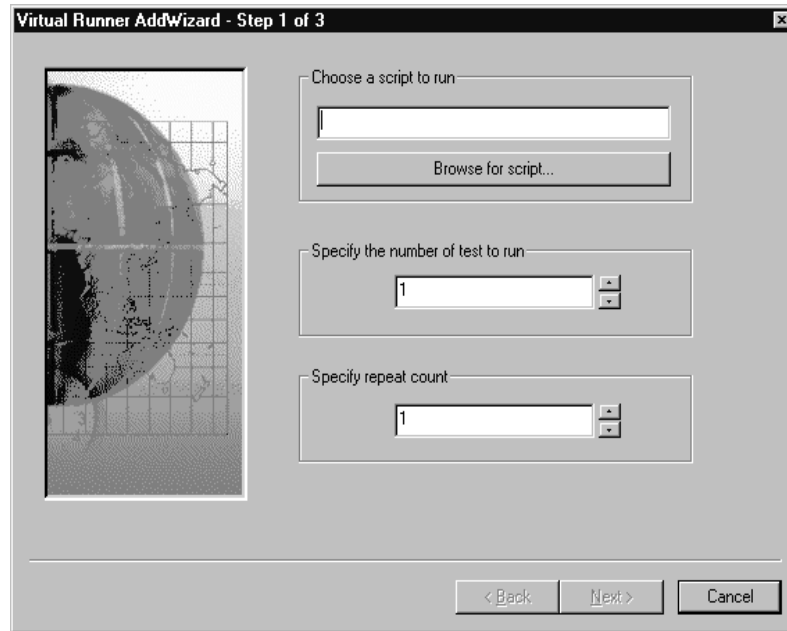 Virtual Runner AddWizard - Step 1 of 3
Choose a script to run
Browse for script...
Specify the number of test to run
1
Specify repeat count
1
< Back
Next >
Cancel